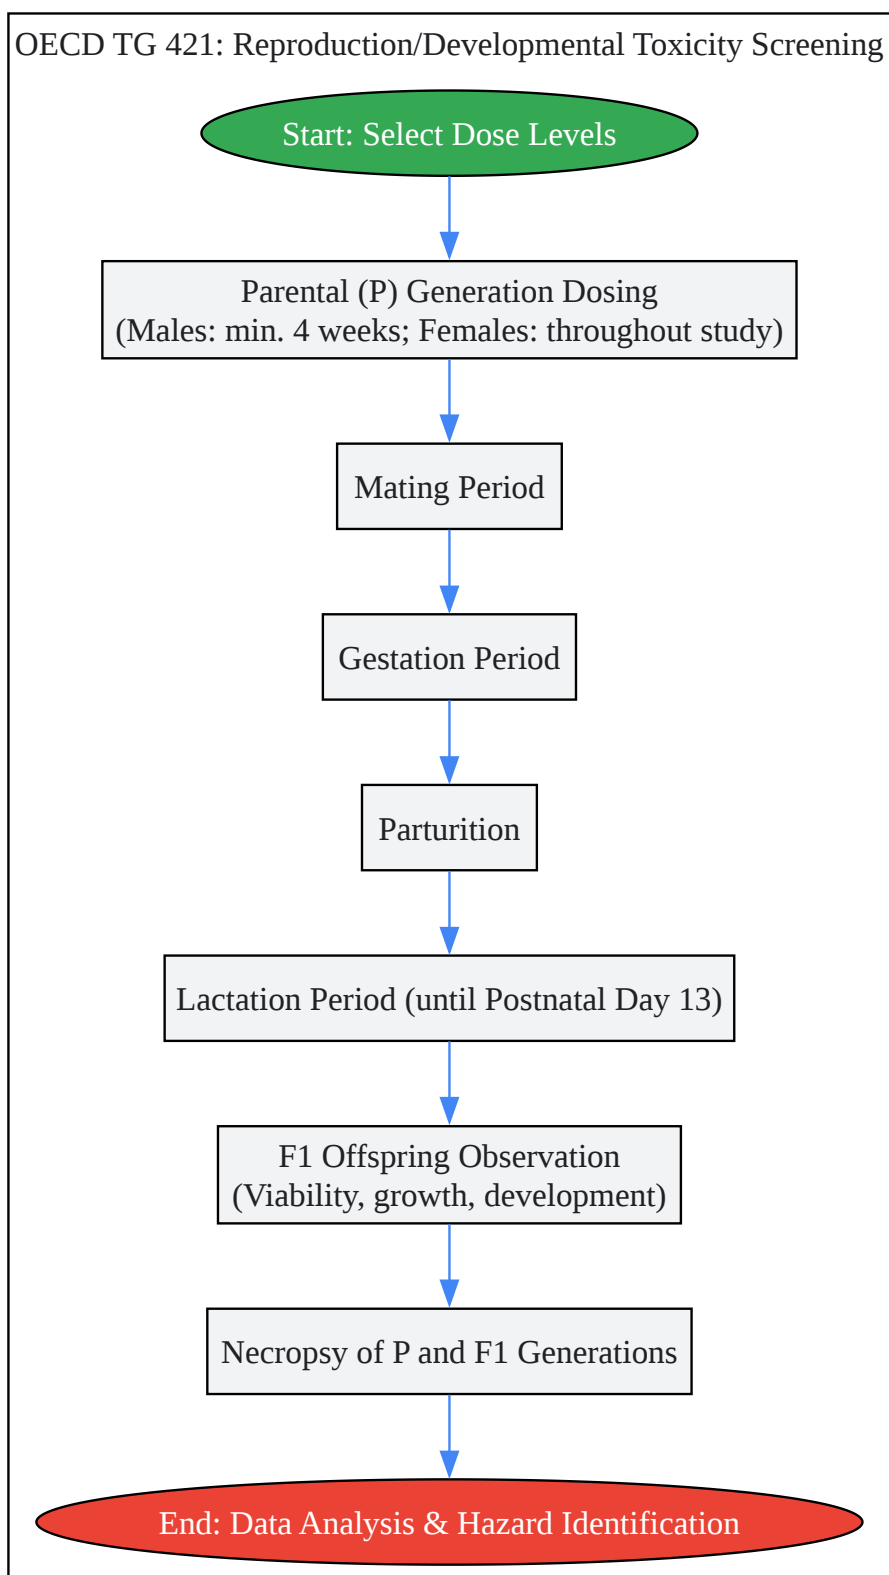 OECD TG 421: Reproduction/Developmental Toxicity Screening
Start: Select Dose Levels
Parental (P) Generation Dosing
(Males: min. 4 weeks; Females: throughout study)
Mating Period
Gestation Period
Parturition
Lactation Period (until Postnatal Day 13)
F1 Offspring Observation
(Viability, growth, development)
Necropsy of P and F1 Generations
End: Data Analysis & Hazard Identification